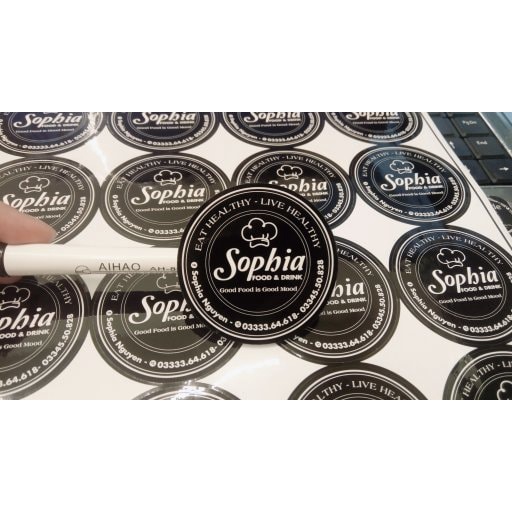 EAT HEALTHY - LIVE HEALTHY
Sophia
FOOD & DRINK
Good Food is Good Mood
Sophia Nguyen - 03333.64.618- 03345.50.828
AIHAO